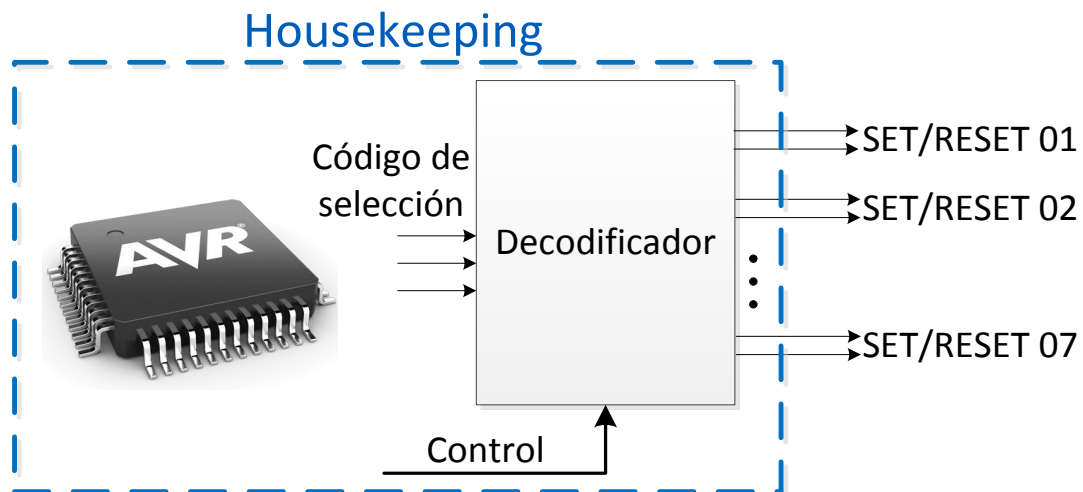 Housekeeping
Código de
selección
AVR®
Decodificador
SET/RESET 01
SET/RESET 02
SET/RESET 07
Control